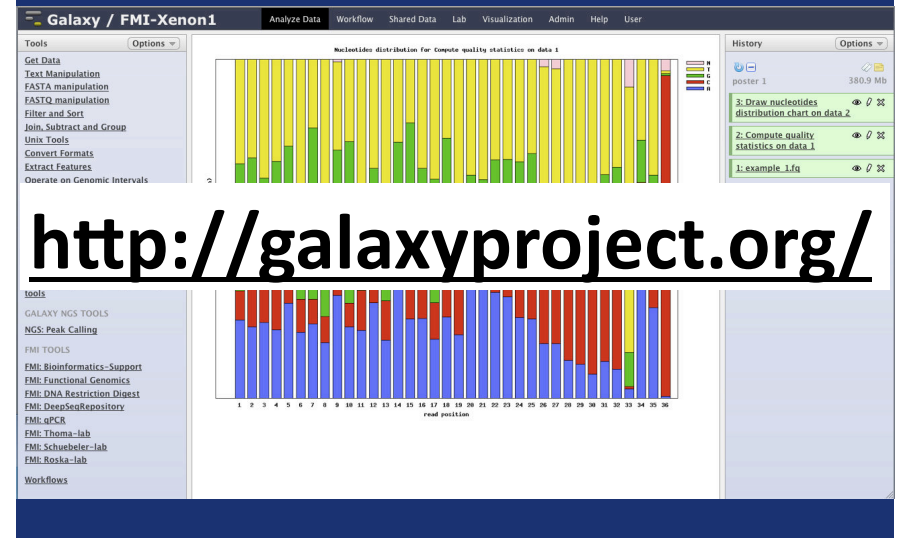 Galaxy / FMI-Xenon1
Analyze Data Workflow Shared Data Lab Visualization Admin Help User
Tools Options
Get Data
Text Manipulation
FASTA manipulation
FASTQ manipulation
Filter and Sort
Join, Subtract and Group
Unix Tools
Convert Formats
Extract Features
Operate on Genomic Intervals
http://galaxyproject.org/
tools
GALAXY NGS TOOLS
NGS: Peak Calling
FMI TOOLS
FMI: Bioinformatics-Support
FMI: Functional Genomics
FMI: DNA Restriction Digest
FMI: DeepSeqRepository
FMI: qPCR
FMI: Thoma-lab
FMI: Schuebeler-lab
FMI: Roska-lab
Workflows
Nucleotides distribution for Compute quality statistics on data 1
N
T
G
C
A
1 2 3 4 5 6 7 8 9 10 11 12 13 14 15 16 17 18 19 20 21 22 23 24 25 26 27 28 29 30 31 32 33 34 35 36
read position
History Options
poster 1 380.9 Mb
3: Draw nucleotides
distribution chart on data 2
2: Compute quality
statistics on data 1
1: example_1.fq